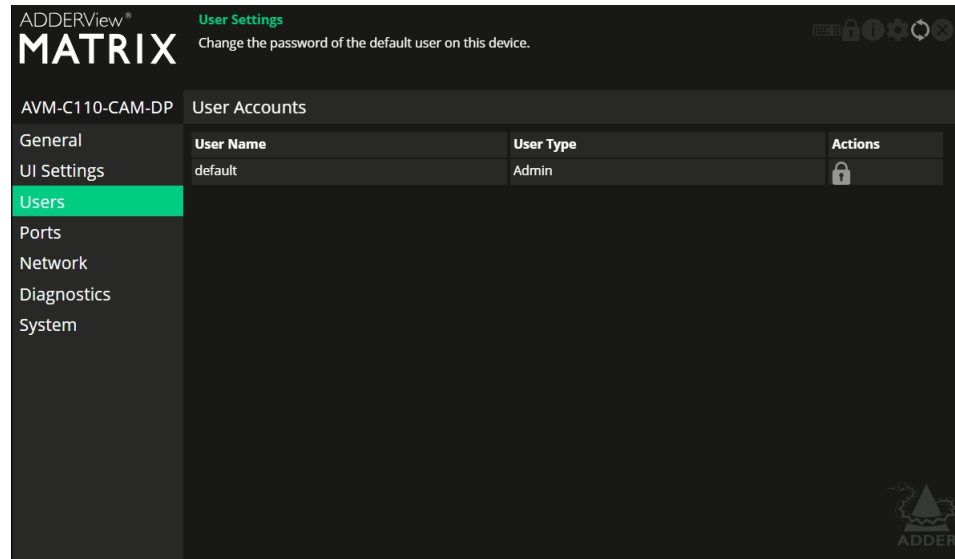 ADDERView®
MATRIX
User Settings
Change the password of the default user on this device.
AVM-C110-CAM-DP
User Accounts
General
UI Settings
Users
Ports
Network
Diagnostics
System
User Name User Type Actions
default Admin
ADDER